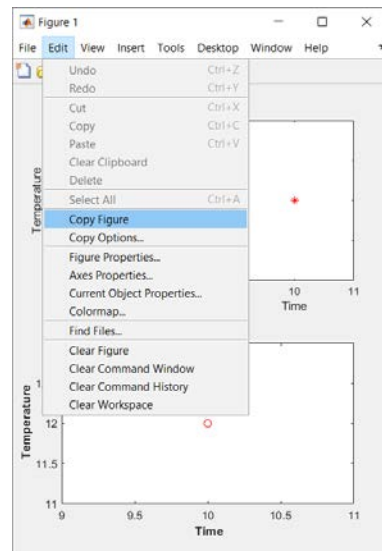 Figure 1
File Edit View Insert Tools Desktop Window Help
Undo Ctrl+Z
Redo Ctrl+Y
Cut Ctrl+X
Copy Ctrl+C
Paste Ctrl+V
Clear Clipboard
Delete
Select All Ctrl+A
Copy Figure
Copy Options...
Figure Properties...
Axes Properties...
Current Object Properties...
Colormap...
Find Files...
Clear Figure
Clear Command Window
Clear Command History
Clear Workspace
Temperature
10 11
Time
Temperature
12
11.5
11
9 9.5 10 10.5 11
Time